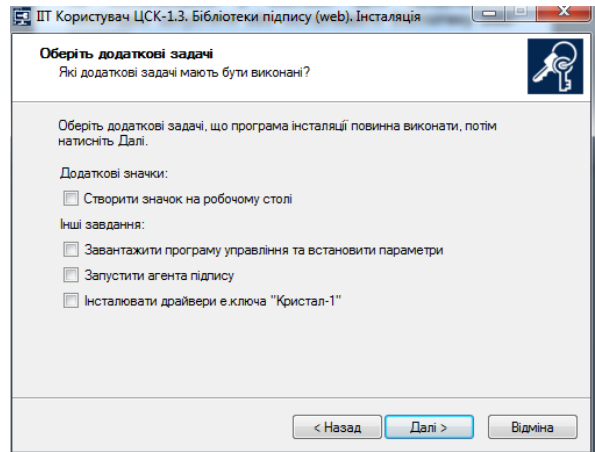 ІІТ Користувач ЦСК-1.3. Бібліотеки підпису (web). Інсталяція
Оберіть додаткові задачі
Які додаткові задачі мають бути виконані?
Оберіть додаткові задачі, що програма інсталяції повинна виконати, потім
натисніть Далі.
Додаткові значки:
Створити значок на робочому столі
Інші завдання:
Завантажити програму управління та встановити параметри
Запустити агента підпису
Інсталювати драйвери е.ключа "Кристал-1"
< Назад
Далі >
Відміна